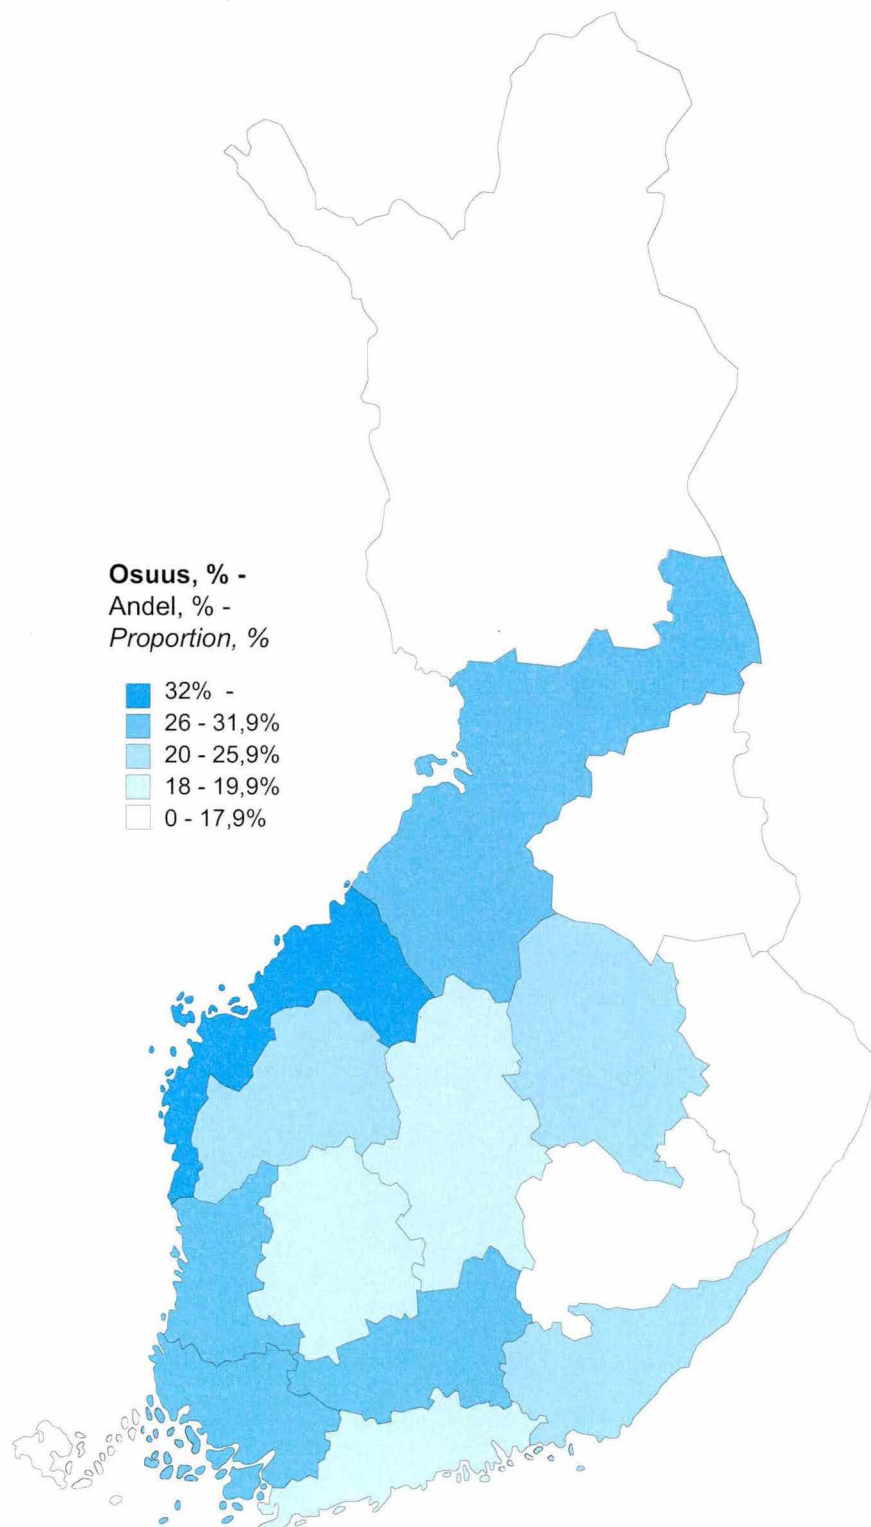 Osuus, % -
Andel, % -
Proportion, %
32% -
26 - 31,9%
20 - 25,9%
18 - 19,9%
0 - 17,9%